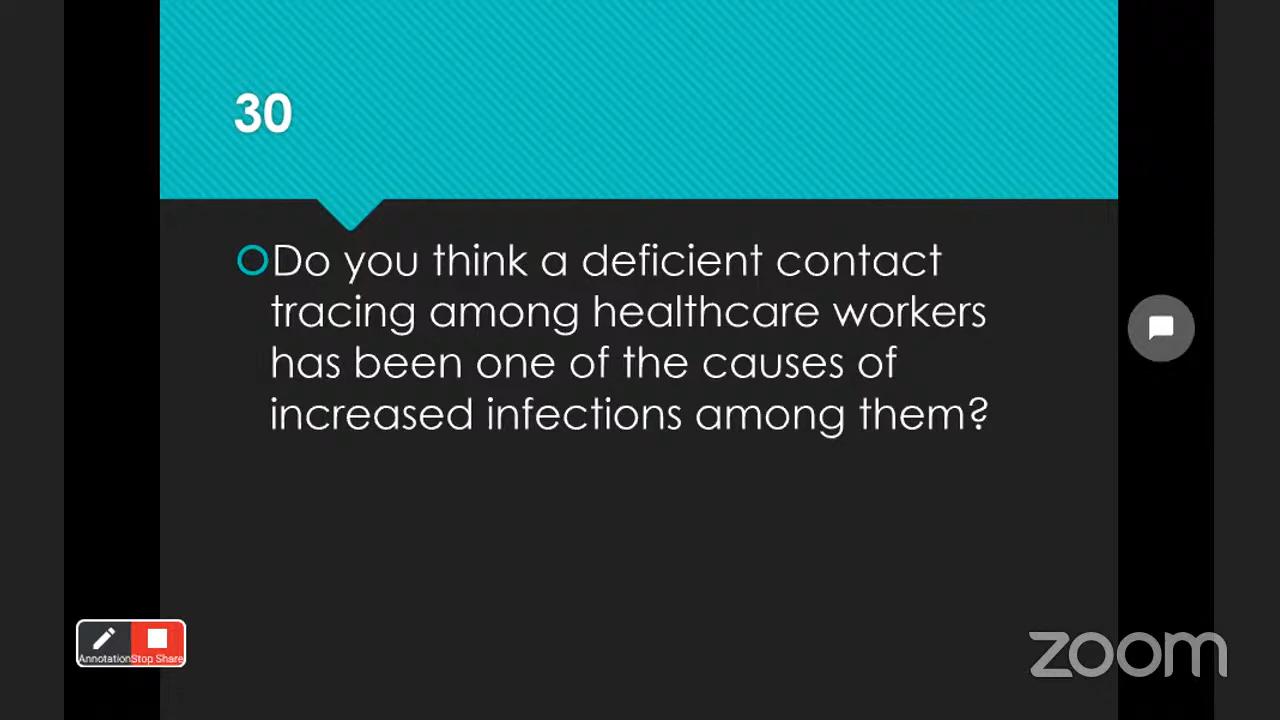 30
Do you think a deficient contact
tracing among healthcare workers
has been one of the causes of
increased infections among them?
Annotation Stop Share
zoom